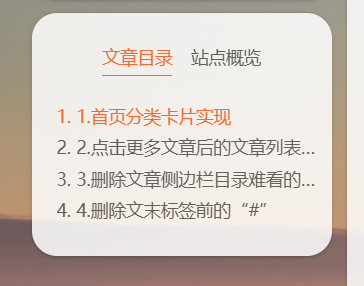 文章目录 站点概览
1. 1.首页分类卡片实现
2. 2.点击更多文章后的文章列表...
3. 3.删除文章侧边栏目录难看的...
4. 4.删除文末标签前的“#”